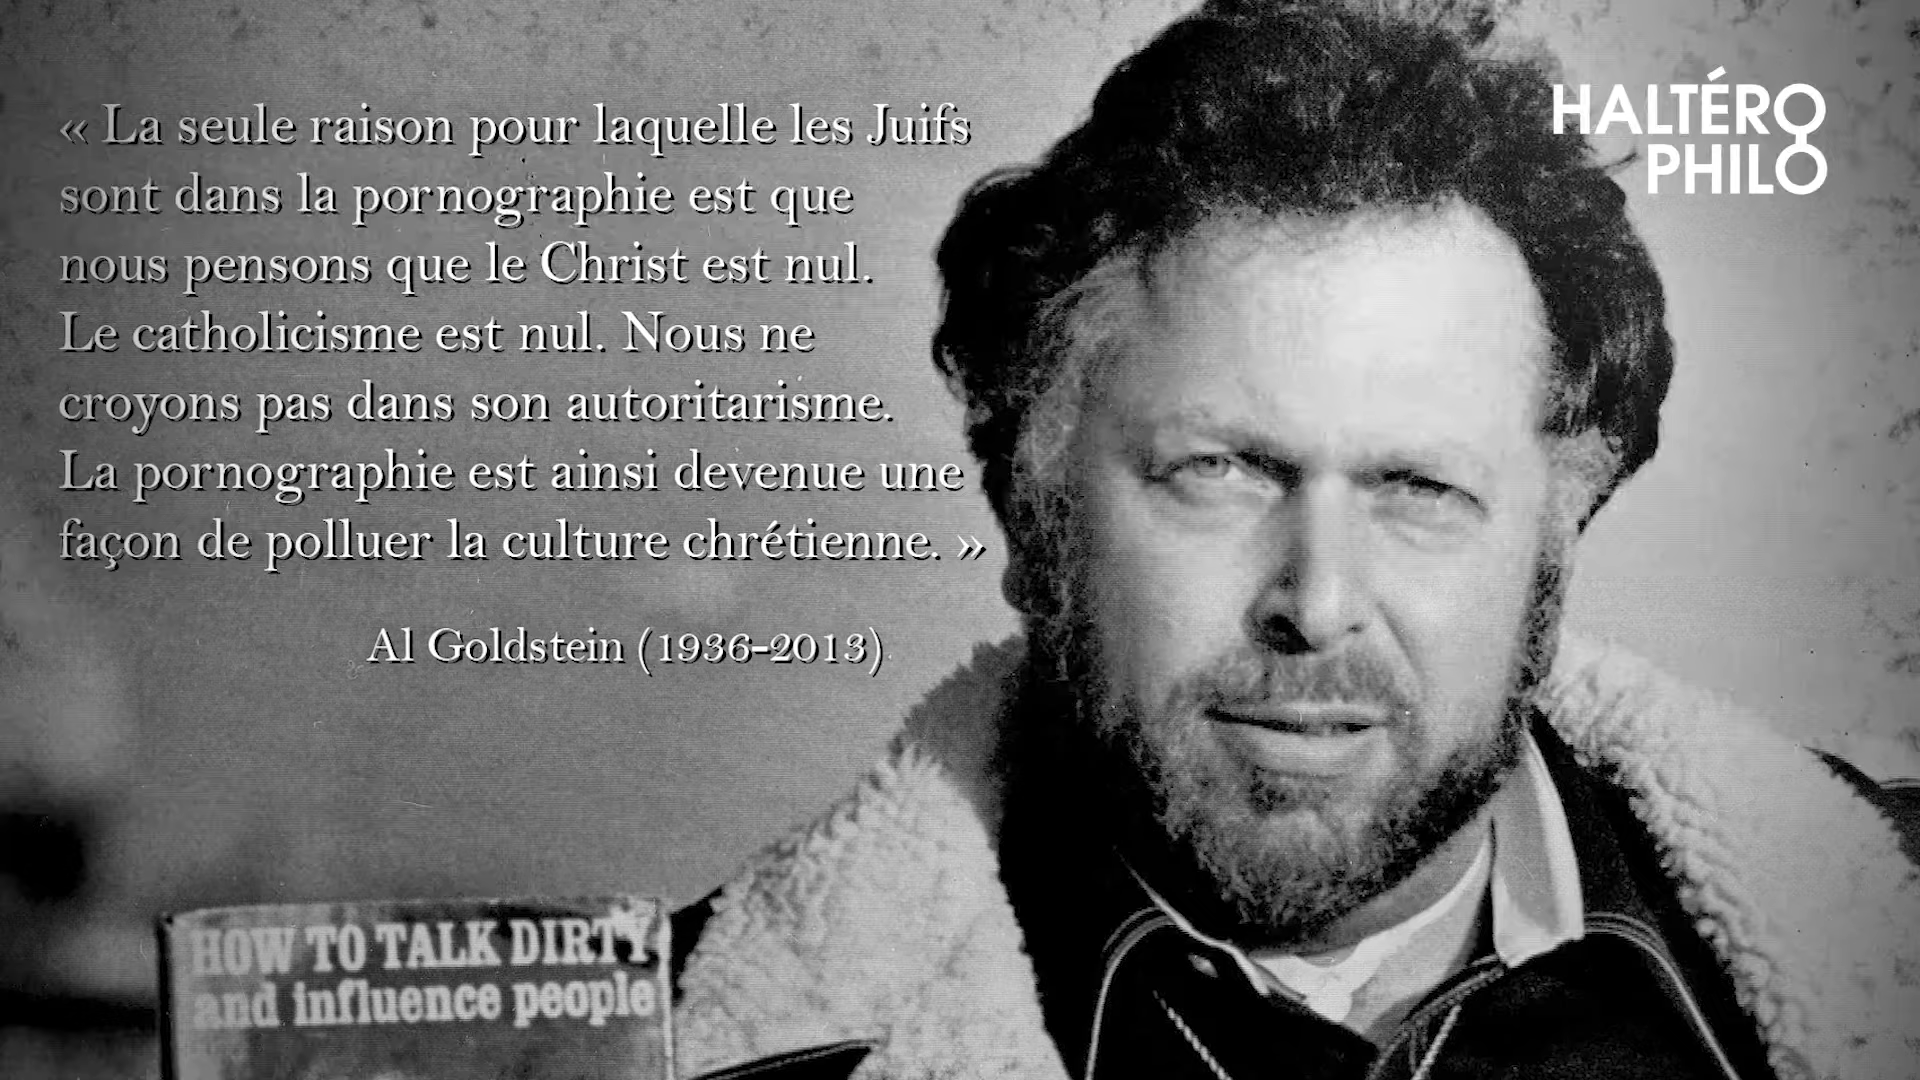 « La seule raison pour laquelle les Juifs
sont dans la pornographie est que
nous pensons que le Christ est nul.
Le catholicisme est nul. Nous ne
croyons pas dans son autoritarisme.
La pornographie est ainsi devenue une
façon de polluer la culture chrétienne. »
Al Goldstein (1936-2013)
HALTÉRO
PHILO
HOW TO TALK DIRTY
and influence people